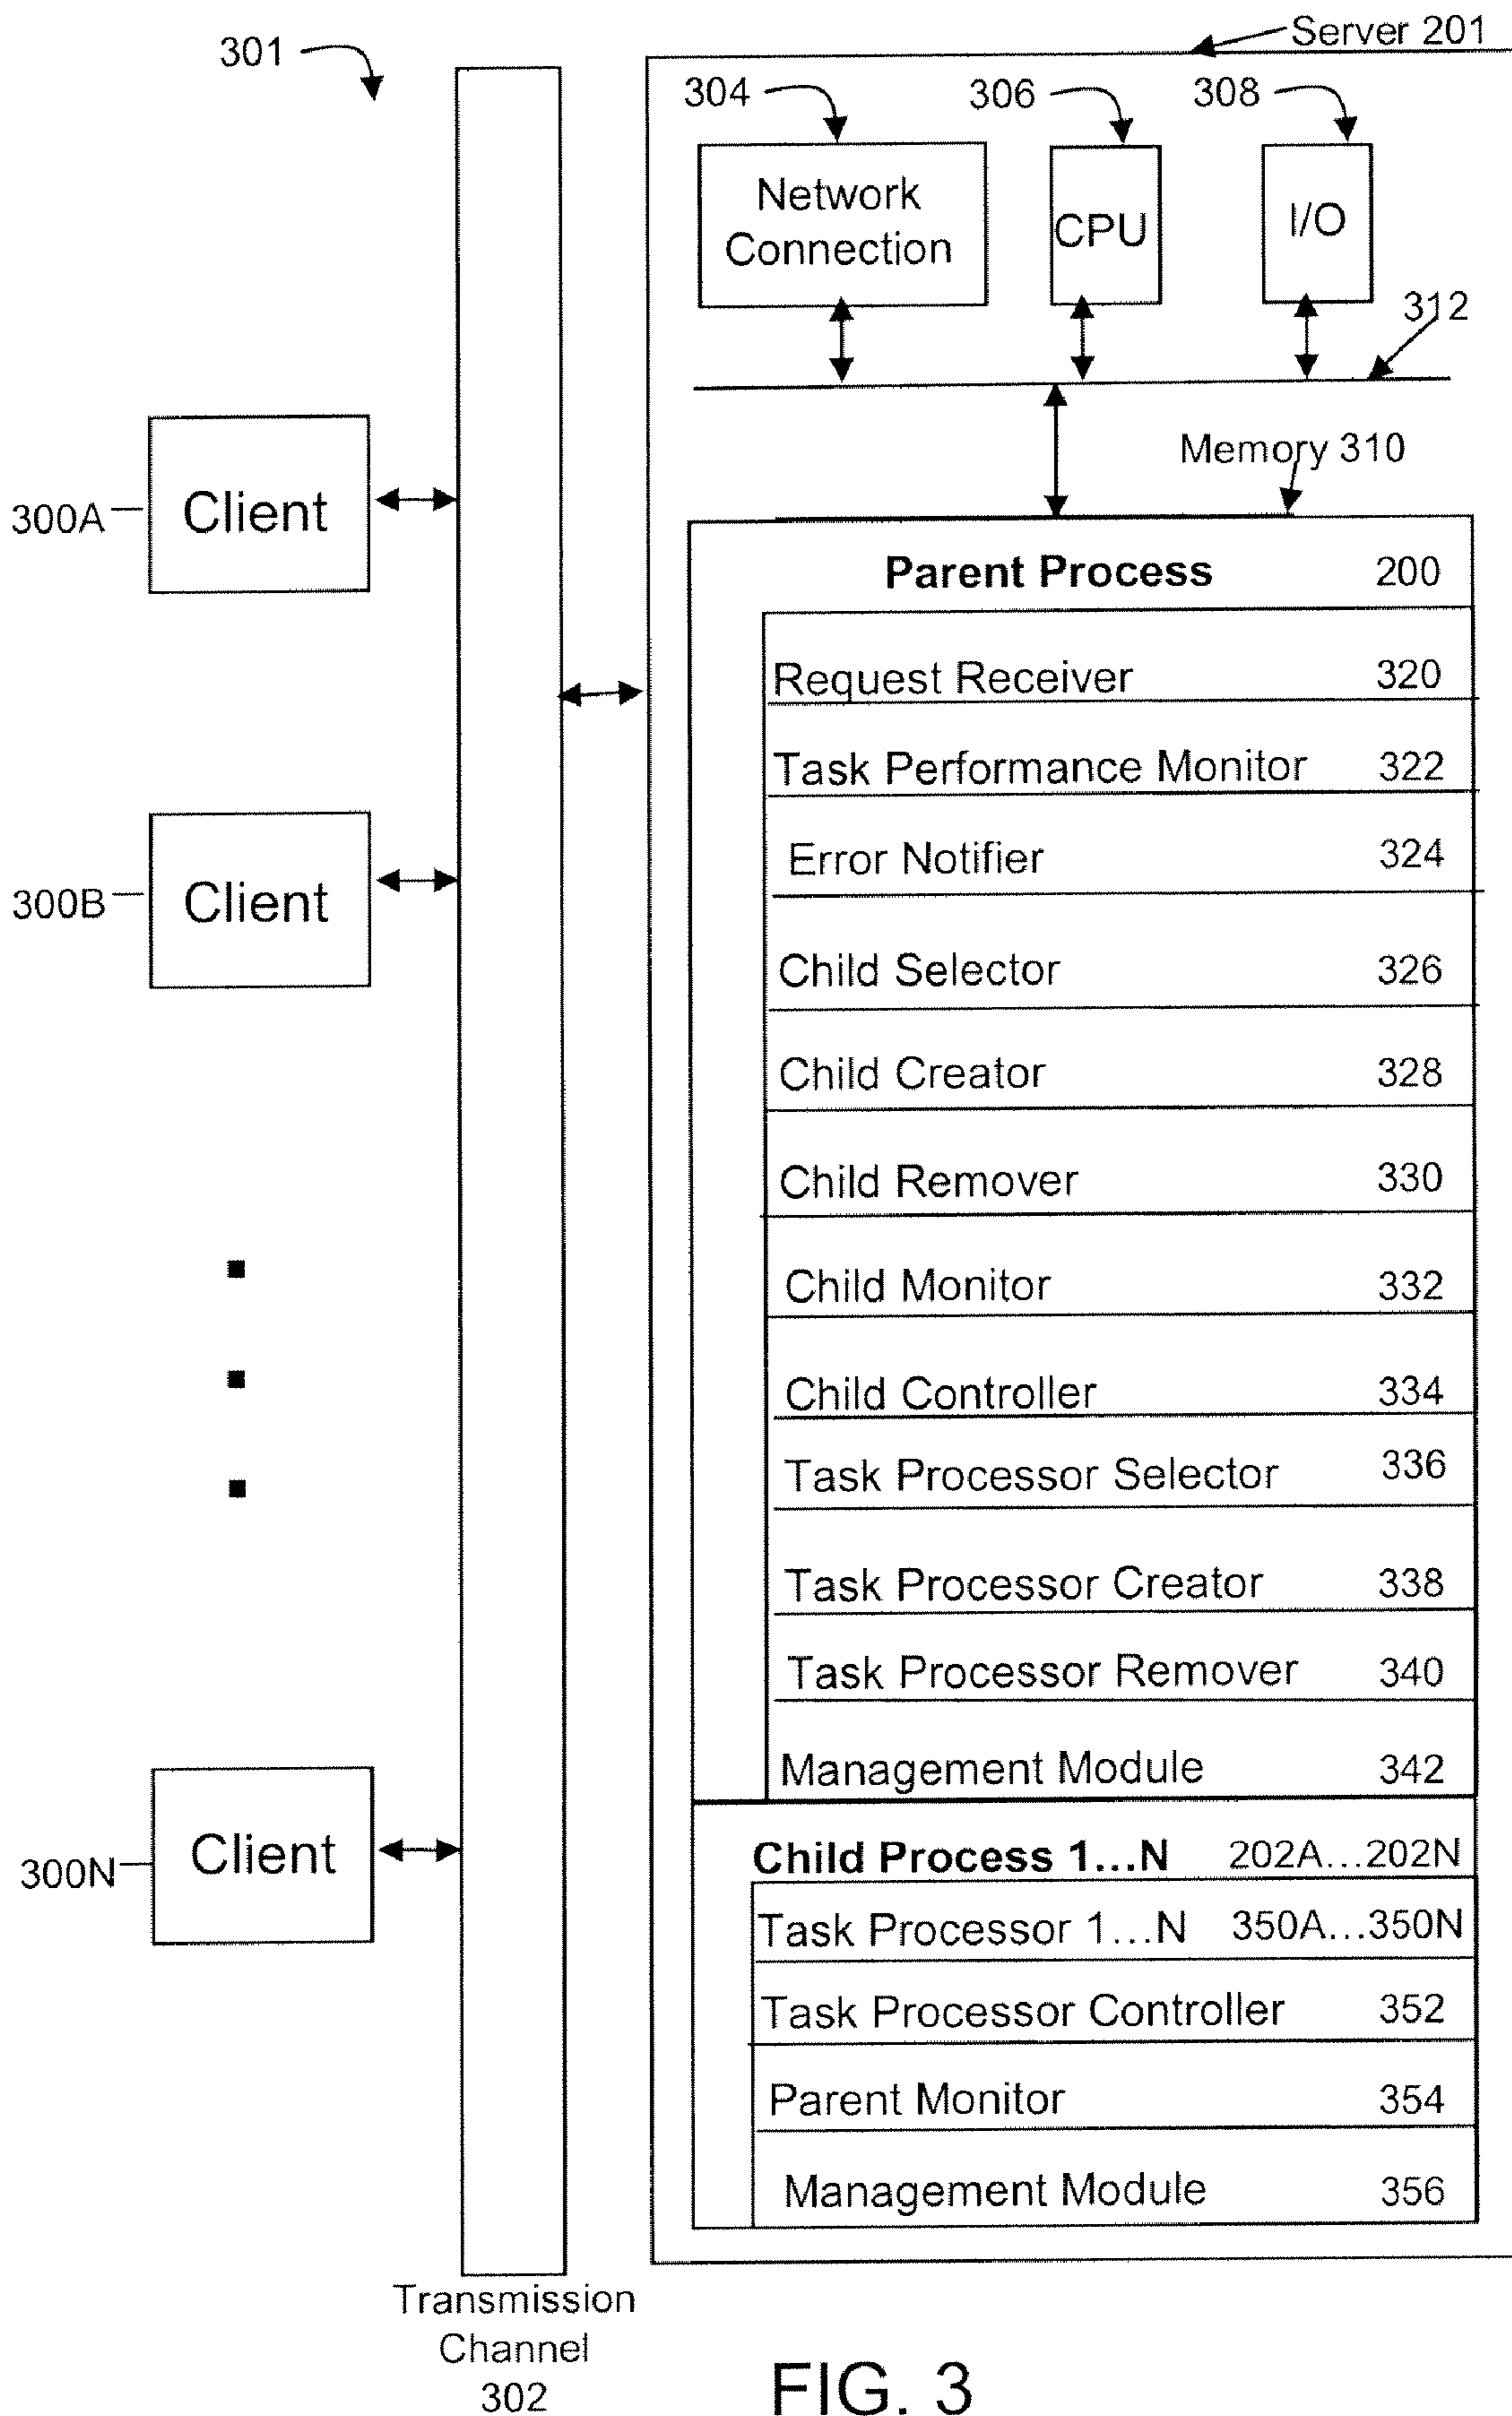 301
Server 201
304
306
308
Network
Connection
CPU
I/O
312
Memory 310
300A
Client
Parent Process 200
Request Receiver 320
Task Performance Monitor 322
Error Notifier 324
300B
Client
Child Selector 326
Child Creator 328
Child Remover 330
Child Monitor 332
Child Controller 334
Task Processor Selector 336
Task Processor Creator 338
Task Processor Remover 340
Management Module 342
300N
Client
Child Process 1...N 202A...202N
Task Processor 1...N 350A...350N
Task Processor Controller 352
Parent Monitor 354
Management Module 356
Transmission
Channel
302
FIG. 3